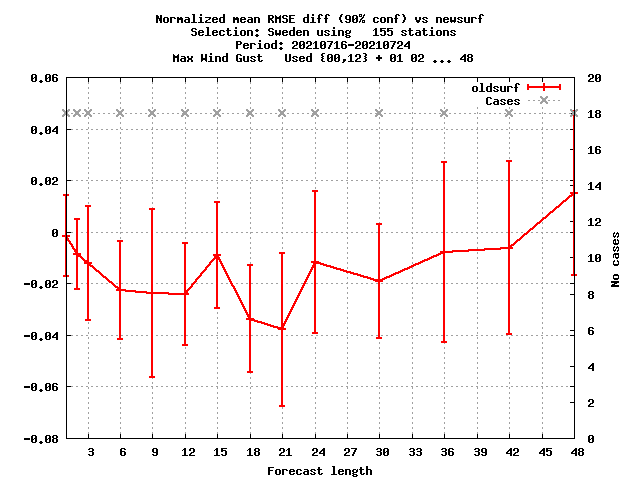 Normalized mean RMSE diff (90% conf) vs newsurf
Selection: Sweden using   155 stations
Period: 20210716-20210724
Max Wind Gust   Used {00,12} + 01 02 ... 48
oldsurf
Cases
0.06
0.04
0.02
0
-0.02
-0.04
-0.06
-0.08
20
18
16
14
12
10
8
6
4
2
0
No cases
3 6 9 12 15 18 21 24 27 30 33 36 39 42 45 48
Forecast length